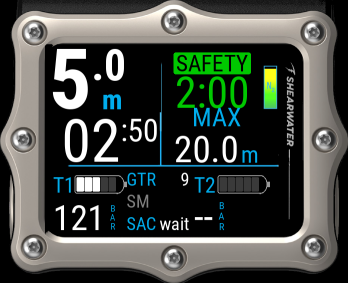 5.0 m
SAFETY
2:00
02:50
MAX
20.0 m
SHEARWATER
T1 GTR 9 T2
SM
121 BAR SAC wait -- BAR